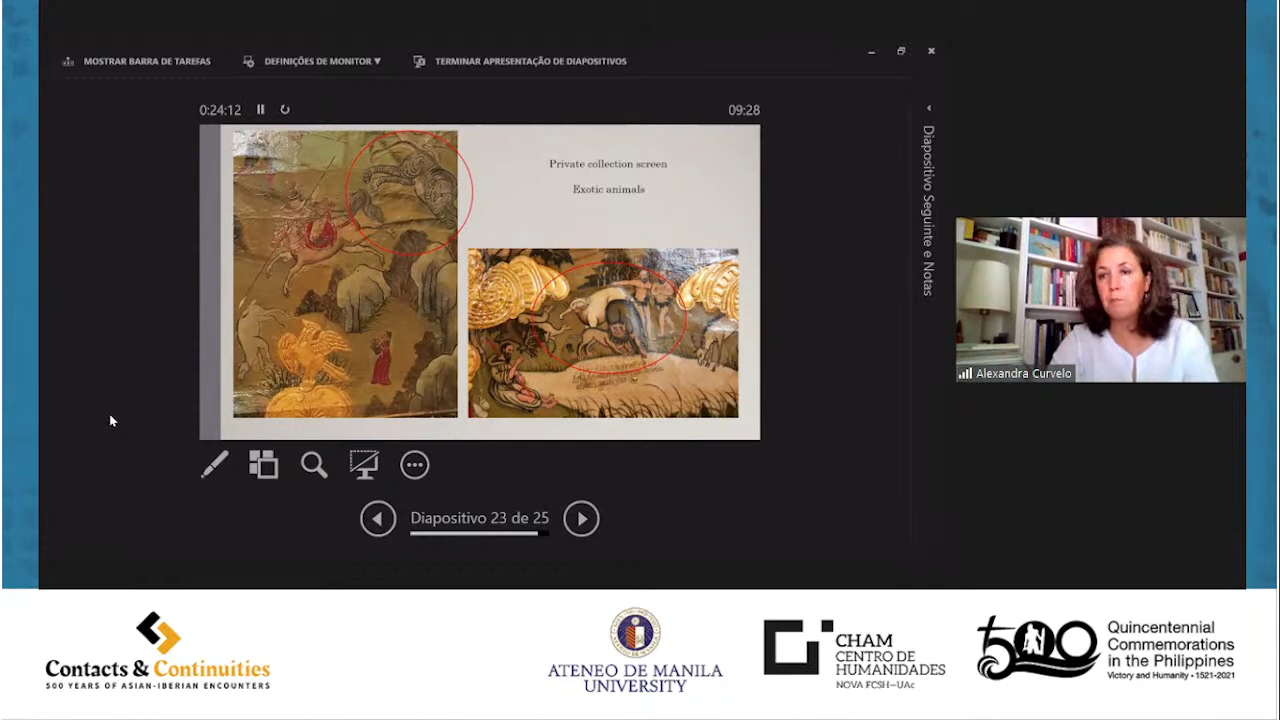 MOSTRAR BARRA DE TAREFAS
DEFINIÇÕES DE MONITOR ▼
TERMINAR APRESENTAÇÃO DE DIAPOSITIVOS
0:24:12
09:28
Private collection screen
Exotic animals
Diapositivo Seguinte e Notas
Alexandra Curvelo
Diapositivo 23 de 25
Contacts & Continuities
500 YEARS OF ASIAN-IBERIAN ENCOUNTERS
ATENEO DE MANILA
UNIVERSITY
CHAM
CENTRO DE
HUMANIDADES
NOVA FCSH—UAc
500
Quincentennial
Commemorations
in the Philippines
Victory and Humanity • 1521-2021